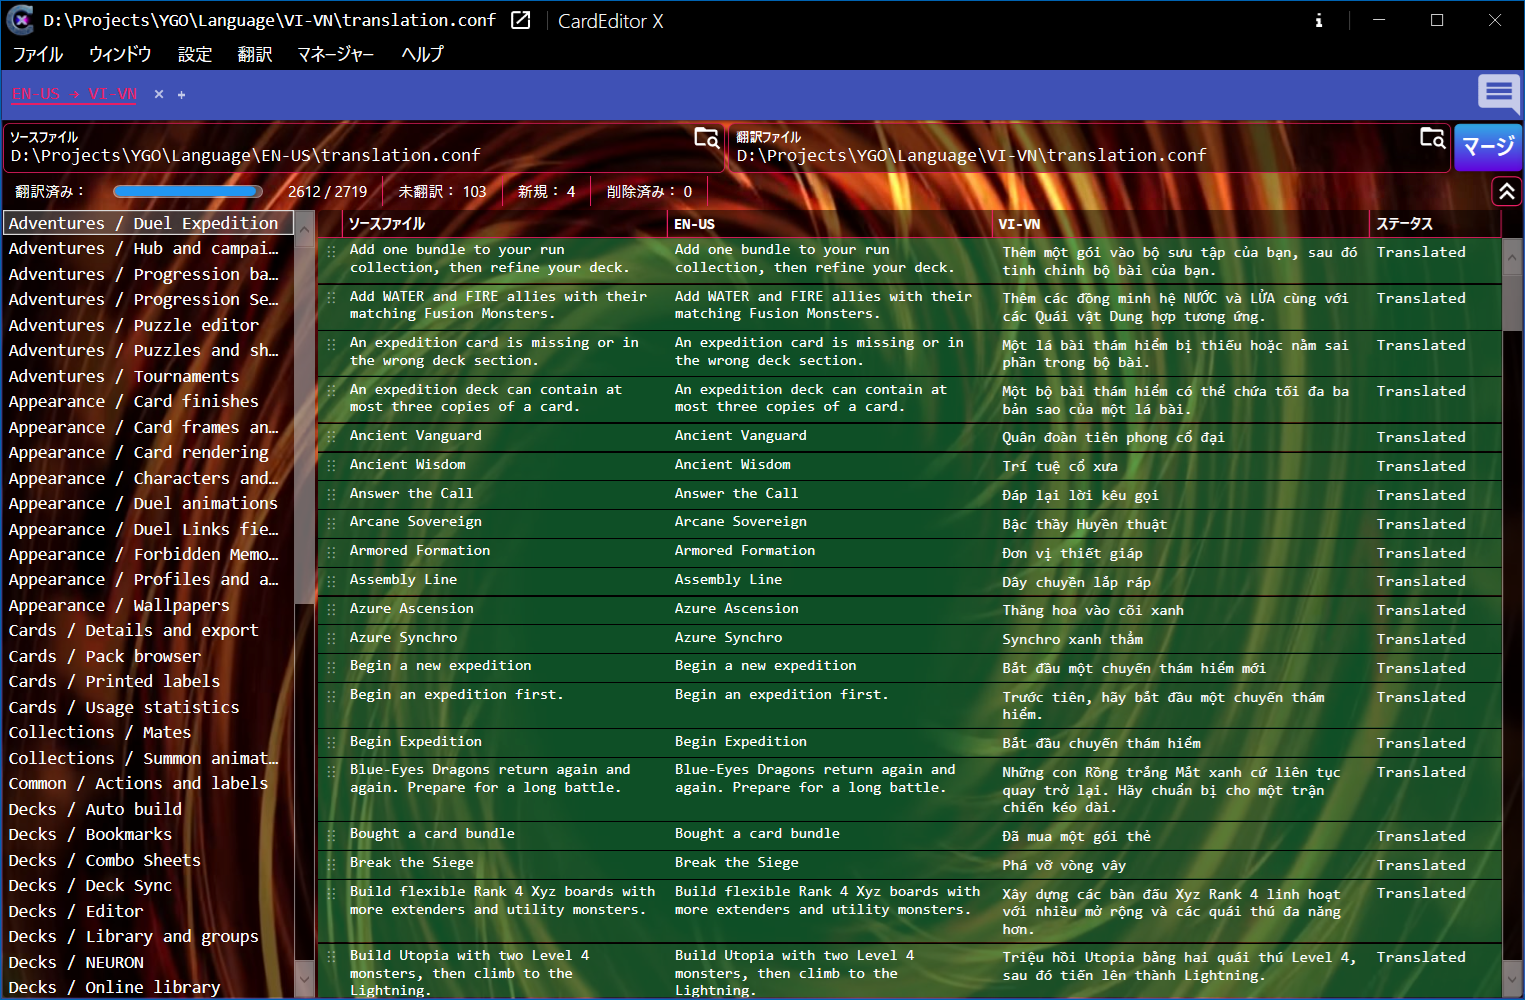 D:\Projects\YGO\Language\VI-VN\translation.conf
CardEditor X
ファイル ウィンドウ 設定 翻訳 マネージャー ヘルプ
EN-US → VI-VN × +
ソースファイル
D:\Projects\YGO\Language\EN-US\translation.conf
翻訳ファイル
D:\Projects\YGO\Language\VI-VN\translation.conf
マージ
翻訳済み： 2612 / 2719 未翻訳： 103 新規： 4 削除済み： 0
Adventures / Duel Expedition
Adventures / Hub and campai…
Adventures / Progression ba…
Adventures / Progression Se…
Adventures / Puzzle editor
Adventures / Puzzles and sh…
Adventures / Tournaments
Appearance / Card finishes
Appearance / Card frames an…
Appearance / Card rendering
Appearance / Characters and…
Appearance / Duel animations
Appearance / Duel Links fie…
Appearance / Forbidden Memo…
Appearance / Profiles and a…
Appearance / Wallpapers
Cards / Details and export
Cards / Pack browser
Cards / Printed labels
Cards / Usage statistics
Collections / Mates
Collections / Summon animat…
Common / Actions and labels
Decks / Auto build
Decks / Bookmarks
Decks / Combo Sheets
Decks / Deck Sync
Decks / Editor
Decks / Library and groups
Decks / NEURON
Decks / Online library
ソースファイル EN-US VI-VN ステータス
Add one bundle to your run
collection, then refine your deck.
Add one bundle to your run
collection, then refine your deck.
Thêm một gói vào bộ sưu tập của bạn, sau đó
tinh chỉnh bộ bài của bạn.
Translated
Add WATER and FIRE allies with their
matching Fusion Monsters.
Add WATER and FIRE allies with their
matching Fusion Monsters.
Thêm các đồng minh hệ NƯỚC và LỬA cùng với
các Quái vật Dung hợp tương ứng.
Translated
An expedition card is missing or in
the wrong deck section.
An expedition card is missing or in
the wrong deck section.
Một lá bài thám hiểm bị thiếu hoặc nằm sai
phần trong bộ bài.
Translated
An expedition deck can contain at
most three copies of a card.
An expedition deck can contain at
most three copies of a card.
Một bộ bài thám hiểm có thể chứa tối đa ba
bản sao của một lá bài.
Translated
Ancient Vanguard Ancient Vanguard Quân đoàn tiên phong cổ đại Translated
Ancient Wisdom Ancient Wisdom Trí tuệ cổ xưa Translated
Answer the Call Answer the Call Đáp lại lời kêu gọi Translated
Arcane Sovereign Arcane Sovereign Bậc thầy Huyền thuật Translated
Armored Formation Armored Formation Đơn vị thiết giáp Translated
Assembly Line Assembly Line Dây chuyền lắp ráp Translated
Azure Ascension Azure Ascension Thăng hoa vào cõi xanh Translated
Azure Synchro Azure Synchro Synchro xanh thẳm Translated
Begin a new expedition Begin a new expedition Bắt đầu một chuyến thám hiểm mới Translated
Begin an expedition first. Begin an expedition first. Trước tiên, hãy bắt đầu một chuyến thám
hiểm.
Translated
Begin Expedition Begin Expedition Bắt đầu chuyến thám hiểm Translated
Blue-Eyes Dragons return again and
again. Prepare for a long battle.
Blue-Eyes Dragons return again and
again. Prepare for a long battle.
Những con Rồng trắng Mắt xanh cứ liên tục
quay trở lại. Hãy chuẩn bị cho một trận
chiến kéo dài.
Translated
Bought a card bundle Bought a card bundle Đã mua một gói thẻ Translated
Break the Siege Break the Siege Phá vỡ vòng vây Translated
Build flexible Rank 4 Xyz boards with
more extenders and utility monsters.
Build flexible Rank 4 Xyz boards with
more extenders and utility monsters.
Xây dựng các bàn đấu Xyz Rank 4 linh hoạt
với nhiều mở rộng và các quái thú đa năng
hơn.
Translated
Build Utopia with two Level 4
monsters, then climb to the
Lightning.
Build Utopia with two Level 4
monsters, then climb to the
Lightning.
Triệu hồi Utopia bằng hai quái thú Level 4,
sau đó tiến lên thành Lightning.
Translated